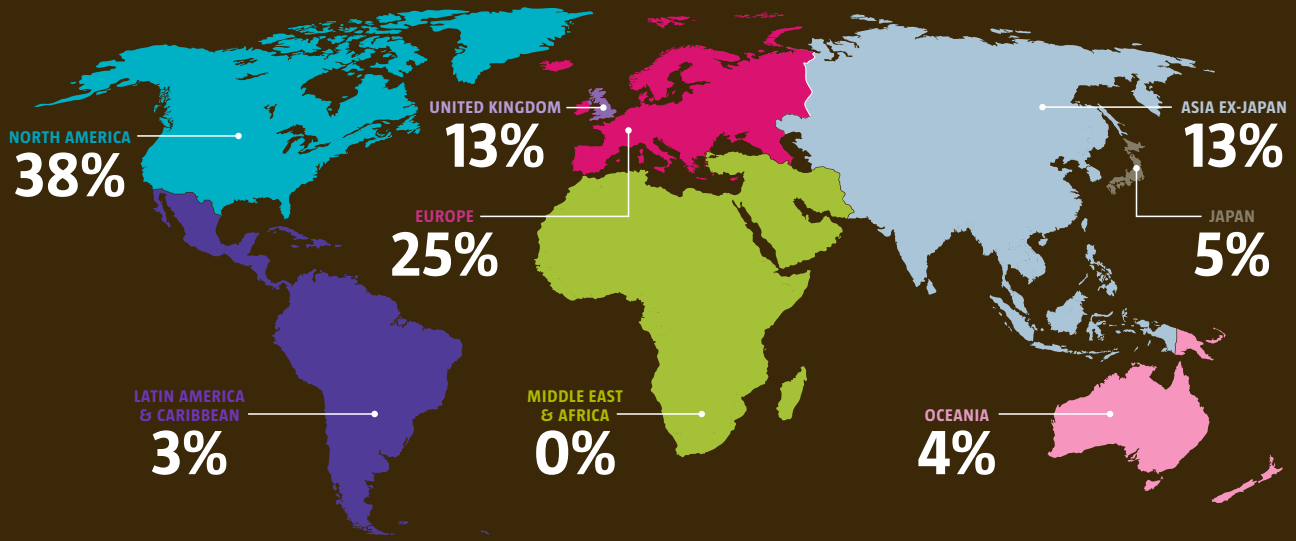 NORTH AMERICA
38%
UNITED KINGDOM
13%
EUROPE
25%
ASIA EX-JAPAN
13%
JAPAN
5%
LATIN AMERICA
& CARIBBEAN
3%
MIDDLE EAST
& AFRICA
0%
OCEANIA
4%